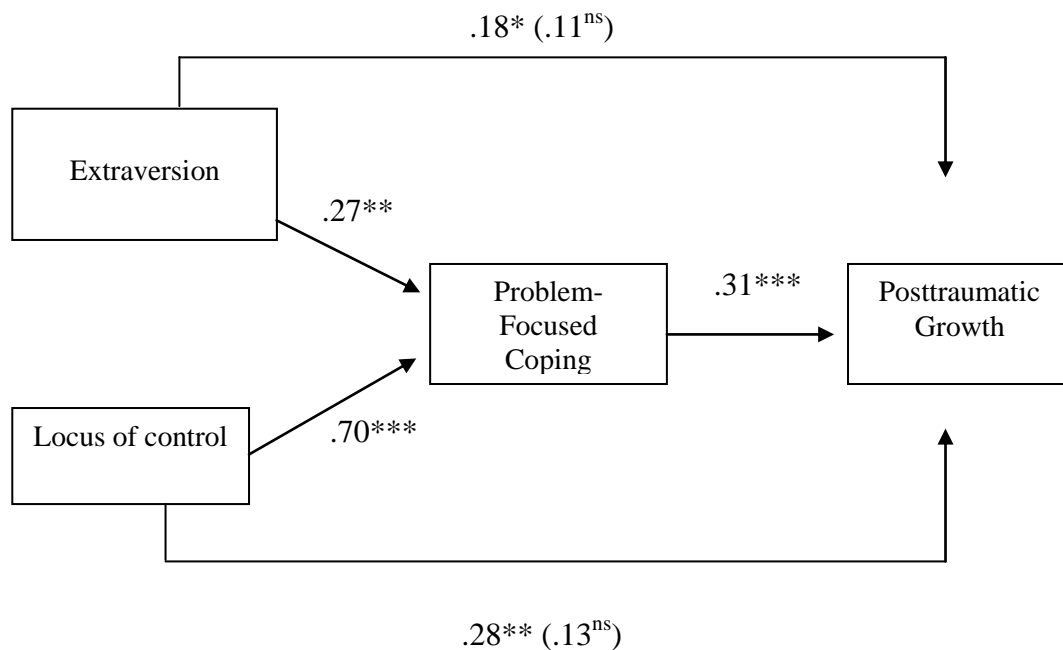 .18* (.11ns)
Extraversion
.27**
Problem-
Focused
Coping
.31***
Posttraumatic
Growth
Locus of control
.70***
.28** (.13ns)